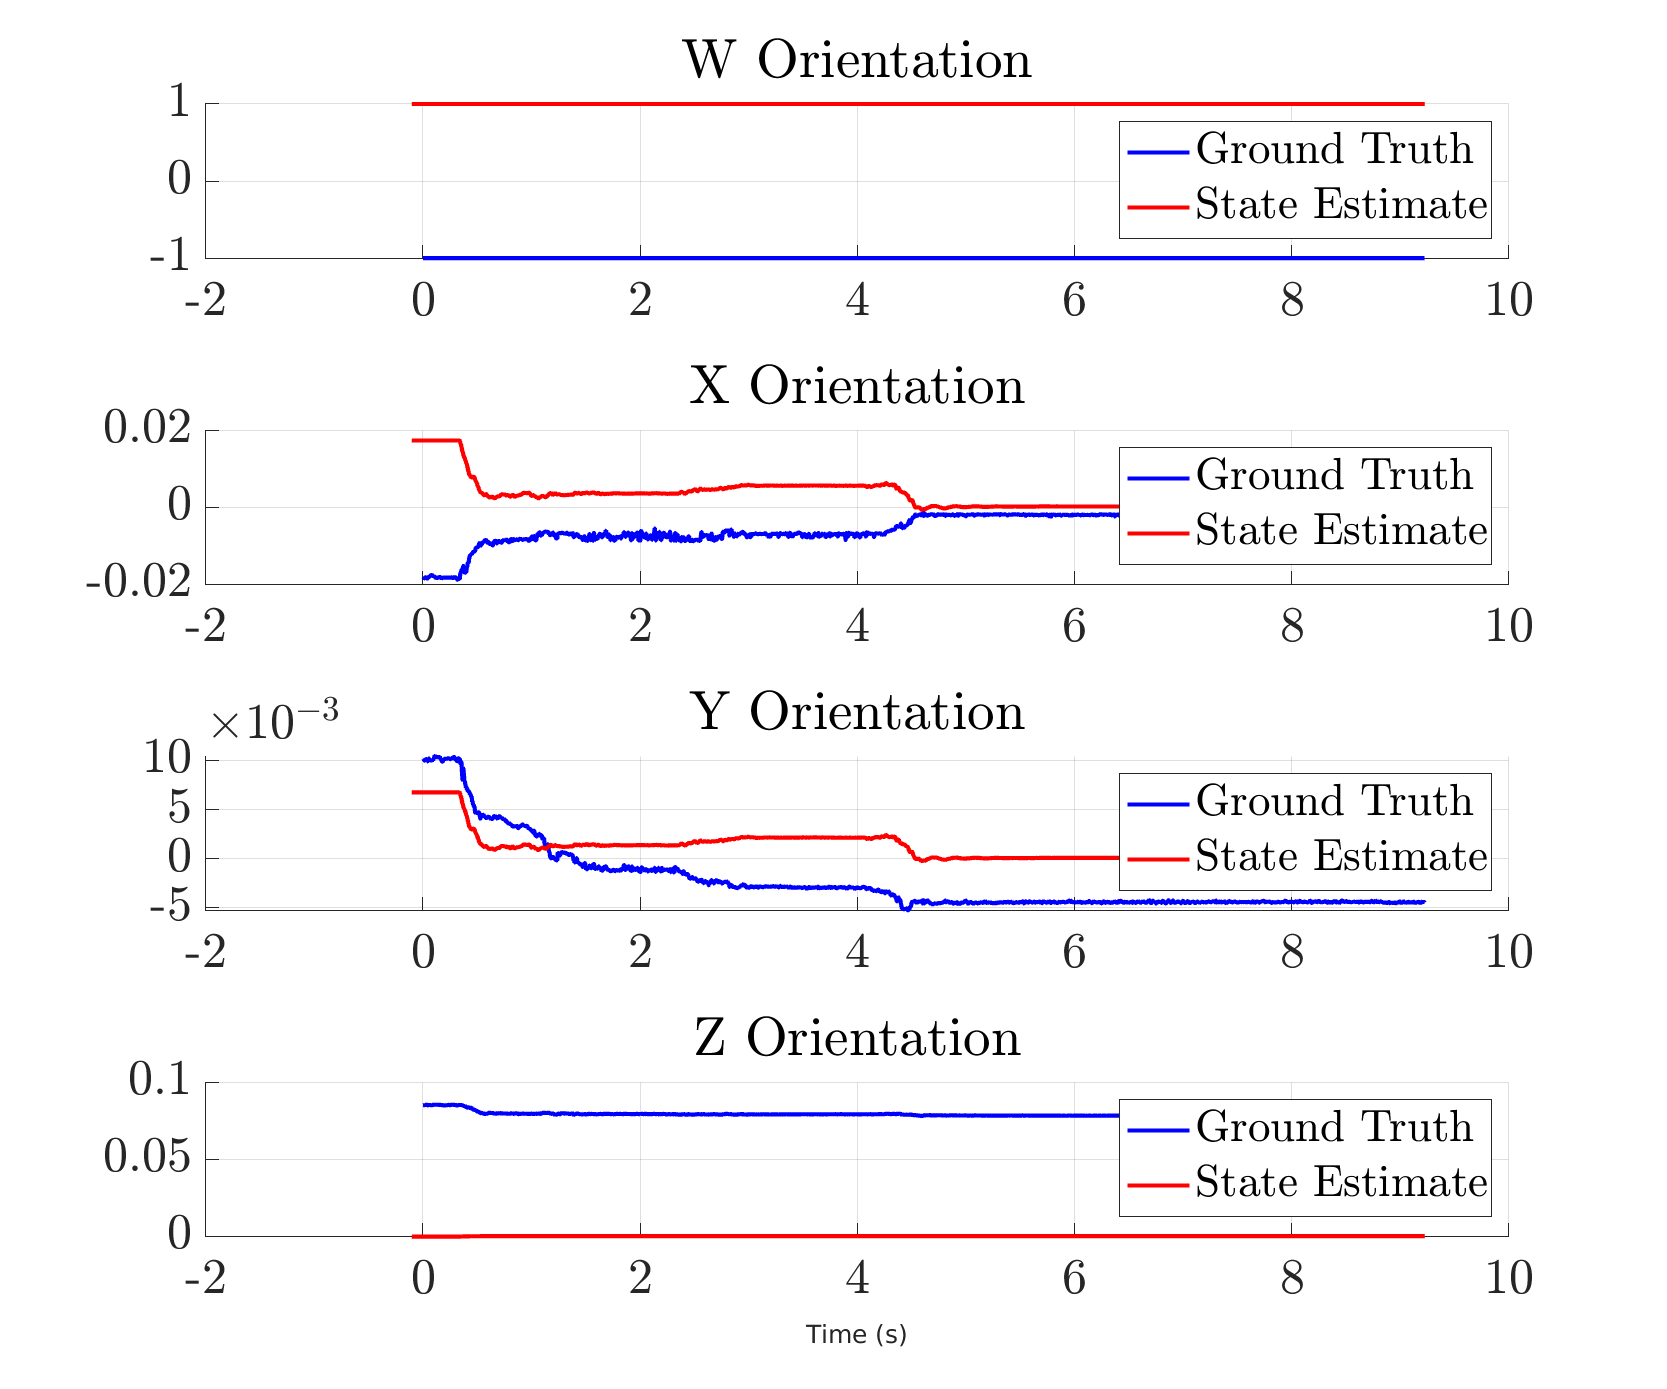 W Orientation
1
0
-1
-2 0 2 4 6 8 10
Ground Truth
State Estimate
X Orientation
0.02
0
-0.02
-2 0 2 4 6 8 10
Ground Truth
State Estimate
Y Orientation
×10⁻³
10
5
0
-5
-2 0 2 4 6 8 10
Ground Truth
State Estimate
Z Orientation
0.1
0.05
0
-2 0 2 4 6 8 10
Ground Truth
State Estimate
Time (s)